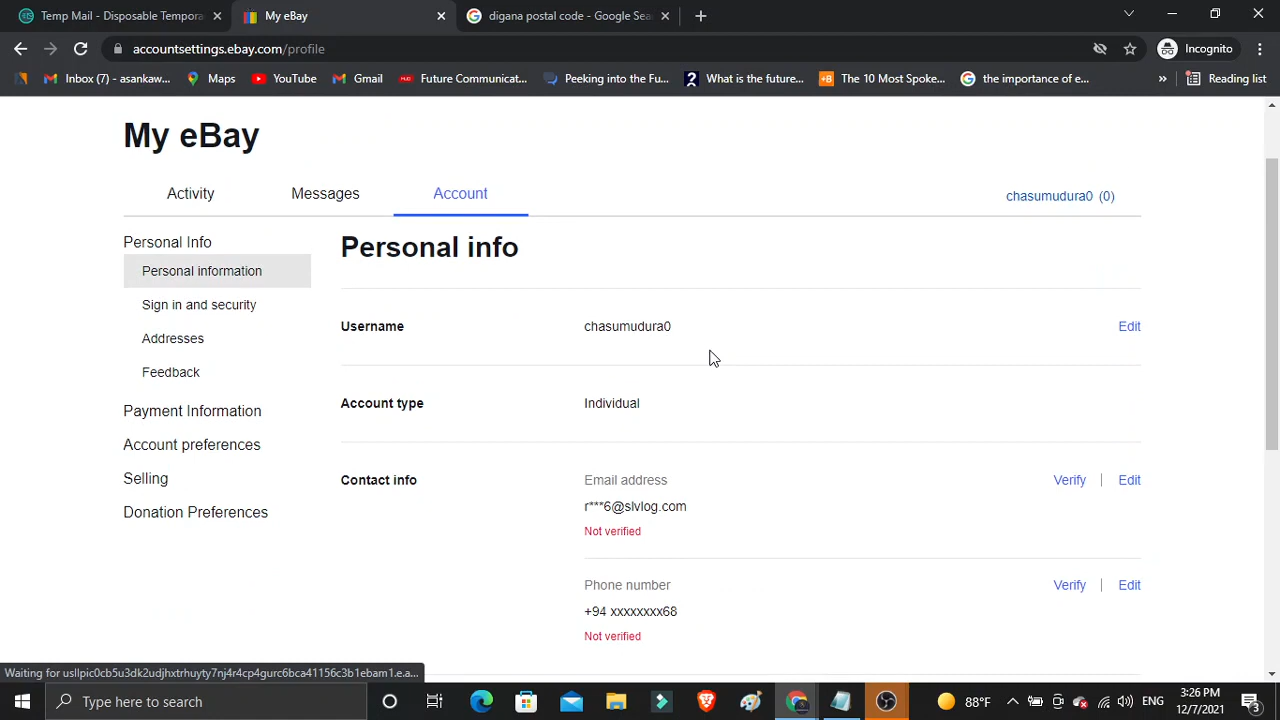 Temp Mail - Disposable Tempora
My eBay
digana postal code - Google Sea
accountsettings.ebay.com/profile
Incognito
Inbox (7) - asankaw...
Maps
YouTube
Gmail
Future Communicat...
Peeking into the Fu...
What is the future...
The 10 Most Spoke...
the importance of e...
»
Reading list
My eBay
Activity
Messages
Account
chasumudura0 (0)
Personal Info
Personal information
Sign in and security
Addresses
Feedback
Payment Information
Account preferences
Selling
Donation Preferences
Personal info
Username
chasumudura0
Edit
Account type
Individual
Contact info
Email address
Verify | Edit
r***6@slvlog.com
Not verified
Phone number
Verify | Edit
+94 xxxxxxxx68
Not verified
Waiting for usllpic0cb5u3dk2udjhxtrhuyty7nj4r4cp4gurc6bca41156c3b1ebam1.e.a...
Type here to search
88°F
ENG
3:26 PM
12/7/2021
3